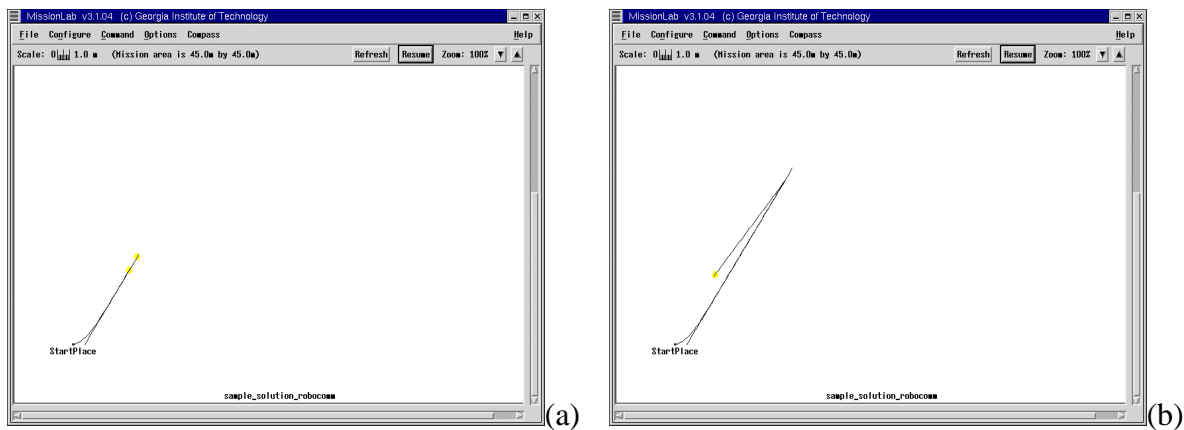 MissionLab v3.1.04 (c) Georgia Institute of Technology
File Configure Command Options Compass Help
Scale: 0 1.0 m (Mission area is 45.0m by 45.0m) Refresh Resume Zoom: 100%
StartPlace
sample_solution_robocomm
(a)
MissionLab v3.1.04 (c) Georgia Institute of Technology
File Configure Command Options Compass Help
Scale: 0 1.0 m (Mission area is 45.0m by 45.0m) Refresh Resume Zoom: 100%
StartPlace
sample_solution_robocomm
(b)